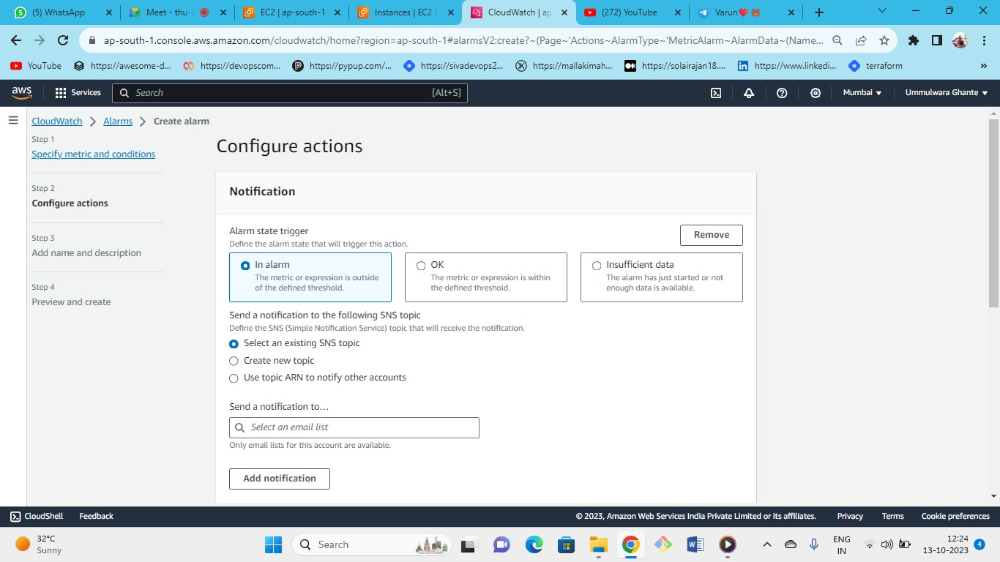 (5) WhatsApp
Meet - thu-
EC2 | ap-south-1
Instances | EC2 |
CloudWatch | ap
(272) YouTube
Varun❤️🐻
ap-south-1.console.aws.amazon.com/cloudwatch/home?region=ap-south-1#alarmsV2:create?~(Page~'Actions~AlarmType~'MetricAlarm~AlarmData~(Name...
YouTube
https://awesome-d...
https://devopscom...
https://pypup.com/...
https://sivadevops2...
https://mallakimah...
https://solairajan18....
https://www.linkedi...
terraform
aws
Services
Search
[Alt+S]
Mumbai
Ummulwara Ghante
CloudWatch
Alarms
Create alarm
Step 1
Specify metric and conditions
Step 2
Configure actions
Step 3
Add name and description
Step 4
Preview and create
Configure actions
Notification
Alarm state trigger
Define the alarm state that will trigger this action.
Remove
In alarm
The metric or expression is outside
of the defined threshold.
OK
The metric or expression is within
the defined threshold.
Insufficient data
The alarm has just started or not
enough data is available.
Send a notification to the following SNS topic
Define the SNS (Simple Notification Service) topic that will receive the notification.
Select an existing SNS topic
Create new topic
Use topic ARN to notify other accounts
Send a notification to…
Select an email list
Only email lists for this account are available.
Add notification
CloudShell
Feedback
© 2023, Amazon Web Services India Private Limited or its affiliates.
Privacy
Terms
Cookie preferences
32°C
Sunny
Search
ENG
IN
12:24
13-10-2023
4